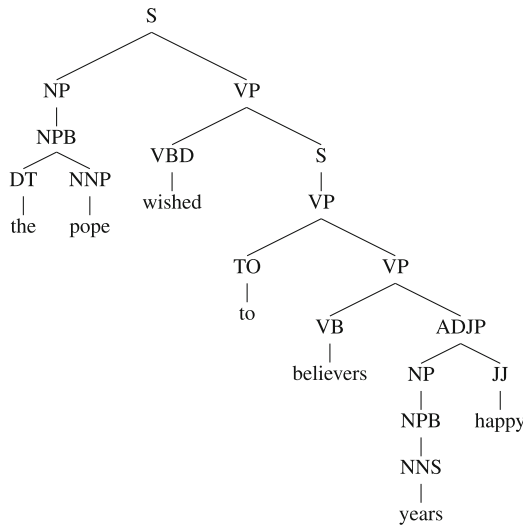 S
NP VP
NPB
VBD S
DT NNP
wished VP
the pope
TO VP
to
VB ADJP
believers NP JJ
NPB happy
NNS
years